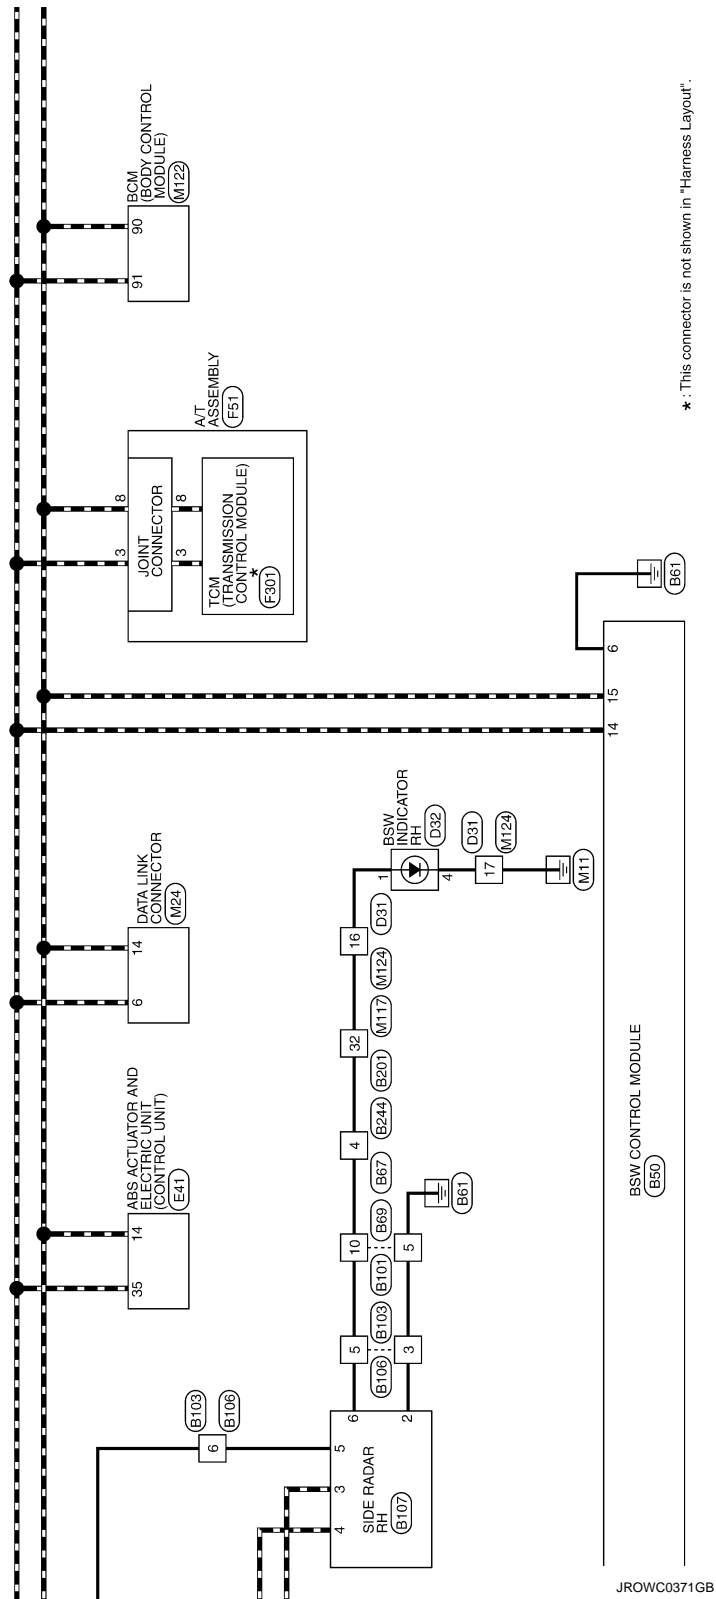 BCM
(BODY CONTROL
MODULE)
M122
90
91
* : This connector is not shown in "Harness Layout".
A/T
ASSEMBLY
F51
8
3
JOINT
CONNECTOR
8
3
TCM
(TRANSMISSION
CONTROL MODULE)
*
F301
B61
6
15
14
DATA LINK
CONNECTOR
M24
14
6
BSW
INDICATOR
RH
D32
1
4
D31
M124
17
M11
16
D31
M124
32
M117
B201
4
B244
B67
10
B69
B101
5
B61
5
B103
B106
3
ABS ACTUATOR AND
ELECTRIC UNIT
(CONTROL UNIT)
E41
14
35
B103
B106
6
6
2
5
3
4
SIDE RADAR
RH
B107
BSW CONTROL MODULE
B50
JROWC0371GB